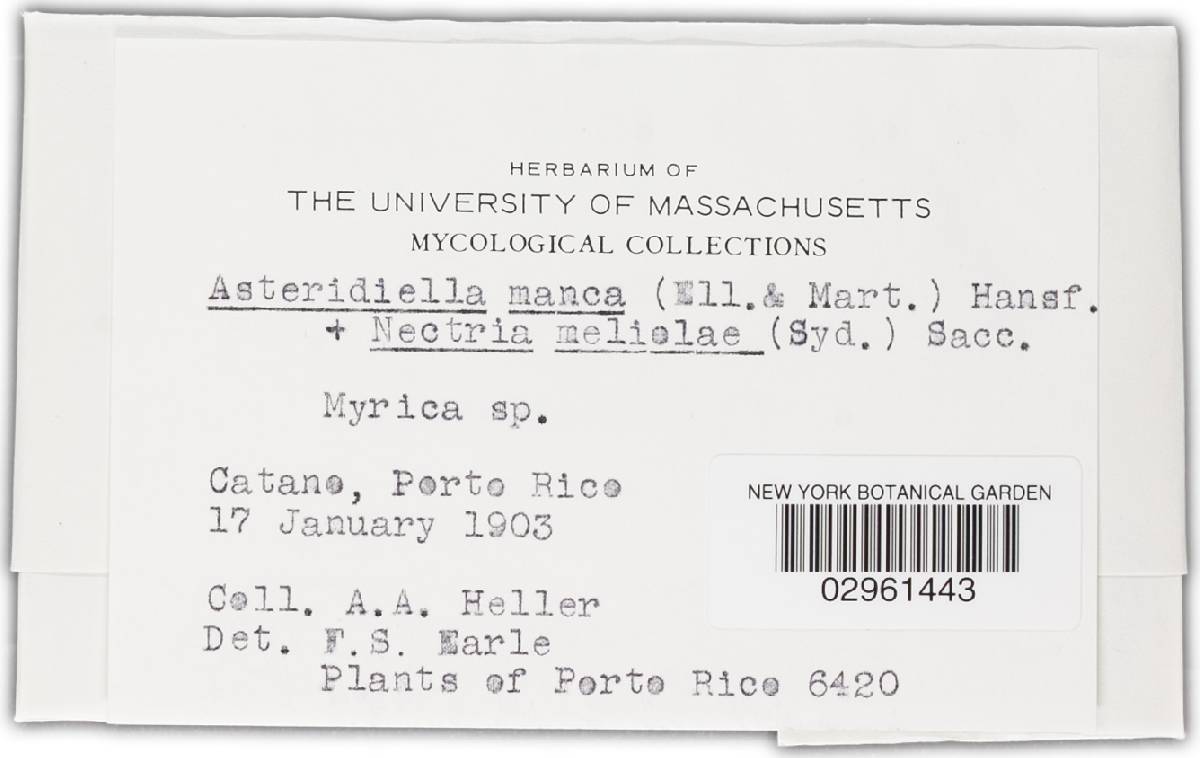 HERBARIUM OF
THE UNIVERSITY OF MASSACHUSETTS
MYCOLOGICAL COLLECTIONS
Asteridiella manca (Ell.& Mart.) Hansf.
+ Nectria meliolae (Syd.) Sacc.
Myrica sp.
Catano, Porto Rico
17 January 1903
Coll. A.A. Heller
Det. F.S. Earle
Plants of Porto Rico 6420
NEW YORK BOTANICAL GARDEN
02961443